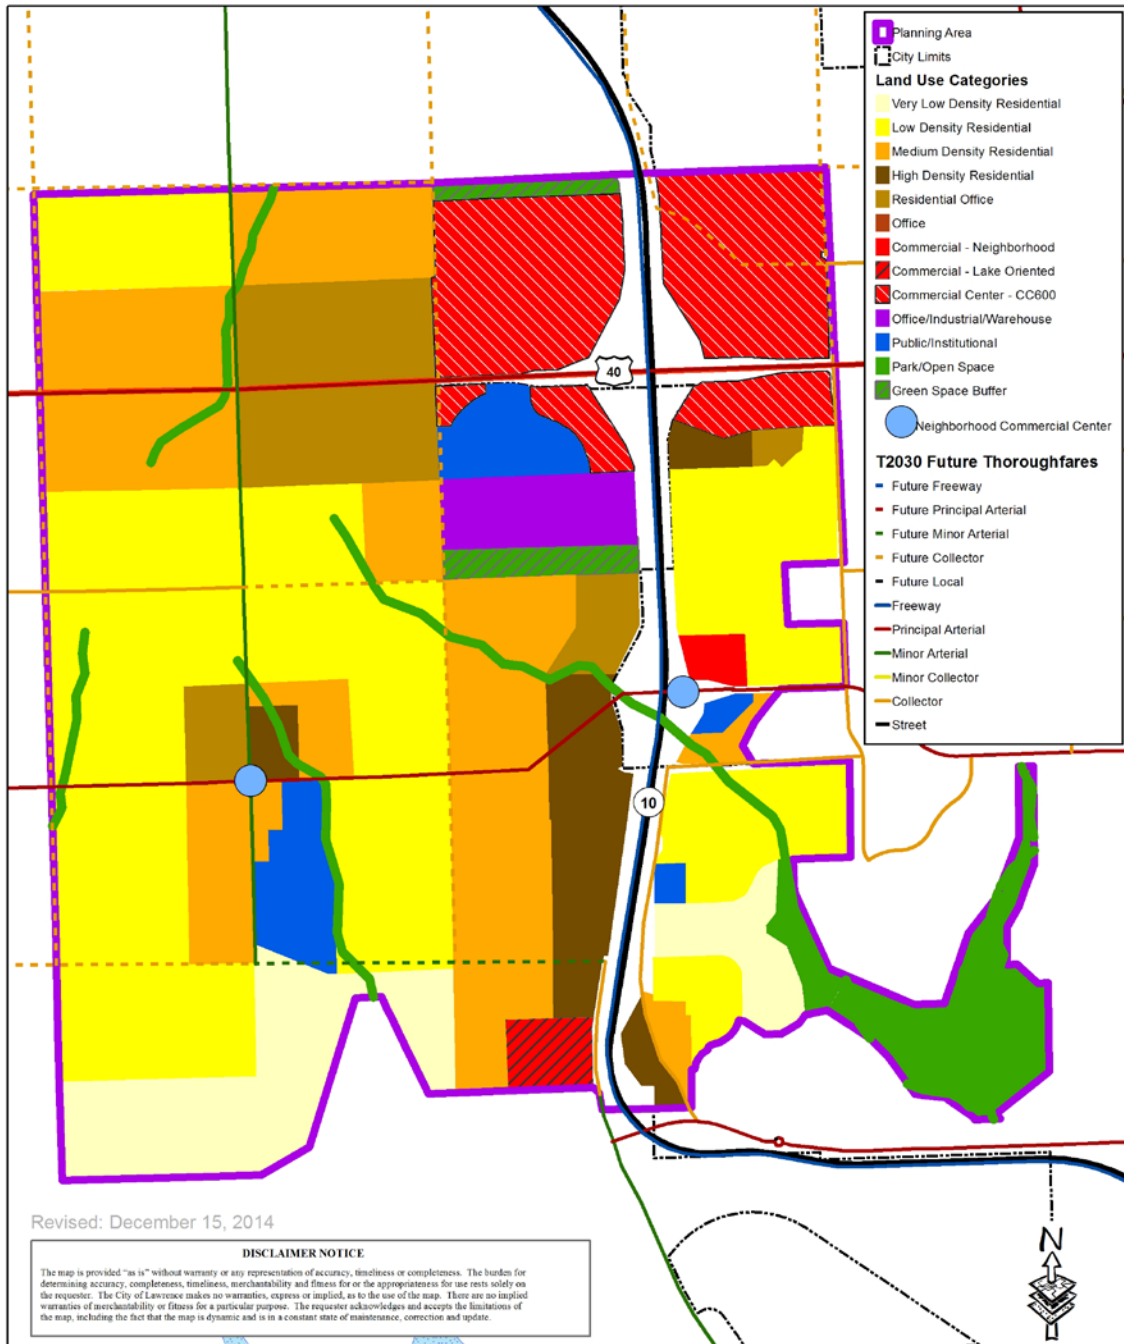 Planning Area
City Limits
Land Use Categories
Very Low Density Residential
Low Density Residential
Medium Density Residential
High Density Residential
Residential Office
Office
Commercial - Neighborhood
Commercial - Lake Oriented
Commercial Center - CC600
Office/Industrial/Warehouse
Public/Institutional
Park/Open Space
Green Space Buffer
Neighborhood Commercial Center
T2030 Future Thoroughfares
Future Freeway
Future Principal Arterial
Future Minor Arterial
Future Collector
Future Local
Freeway
Principal Arterial
Minor Arterial
Minor Collector
Collector
Street
40
10
Revised: December 15, 2014
DISCLAIMER NOTICE
The map is provided "as is" without warranty or any representation of accuracy, timeliness or completeness. The burden for
determining accuracy, completeness, timeliness, merchantability and fitness for or the appropriateness for use rests solely on
the requester. The City of Lawrence makes no warranties, express or implied, as to the use of the map. There are no implied
warranties of merchantability or fitness for a particular purpose. The requester acknowledges and accepts the limitations of
the map, including the fact that the map is dynamic and is in a constant state of maintenance, correction and update.
N